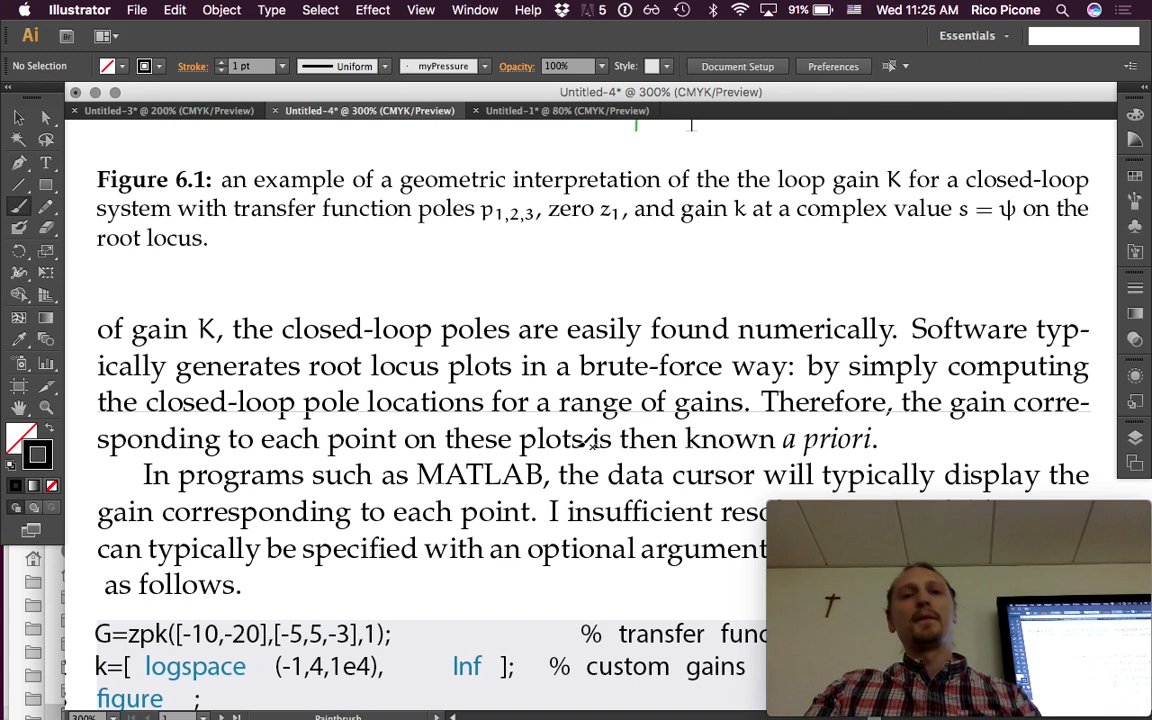 Illustrator File Edit Object Type Select Effect View Window Help 5 91% Wed 11:25 AM Rico Picone
Ai Br Essentials
No Selection Stroke: 1 pt Uniform myPressure Opacity: 100% Style: Document Setup Preferences
Untitled-4* @ 300% (CMYK/Preview)
Untitled-3* @ 200% (CMYK/Preview) Untitled-4* @ 300% (CMYK/Preview) Untitled-1* @ 80% (CMYK/Preview)
Figure 6.1: an example of a geometric interpretation of the the loop gain K for a closed-loop
system with transfer function poles p1,2,3, zero z1, and gain k at a complex value s = ψ on the
root locus.
of gain K, the closed-loop poles are easily found numerically. Software typ-
ically generates root locus plots in a brute-force way: by simply computing
the closed-loop pole locations for a range of gains. Therefore, the gain corre-
sponding to each point on these plots is then known a priori.
In programs such as MATLAB, the data cursor will typically display the
gain corresponding to each point. I insufficient reso
can typically be specified with an optional argument
as follows.
G=zpk([-10,-20],[-5,5,-3],1); % transfer func
k=[ logspace (-1,4,1e4), Inf ]; % custom gains
figure ;
300% 1 Paintbrush